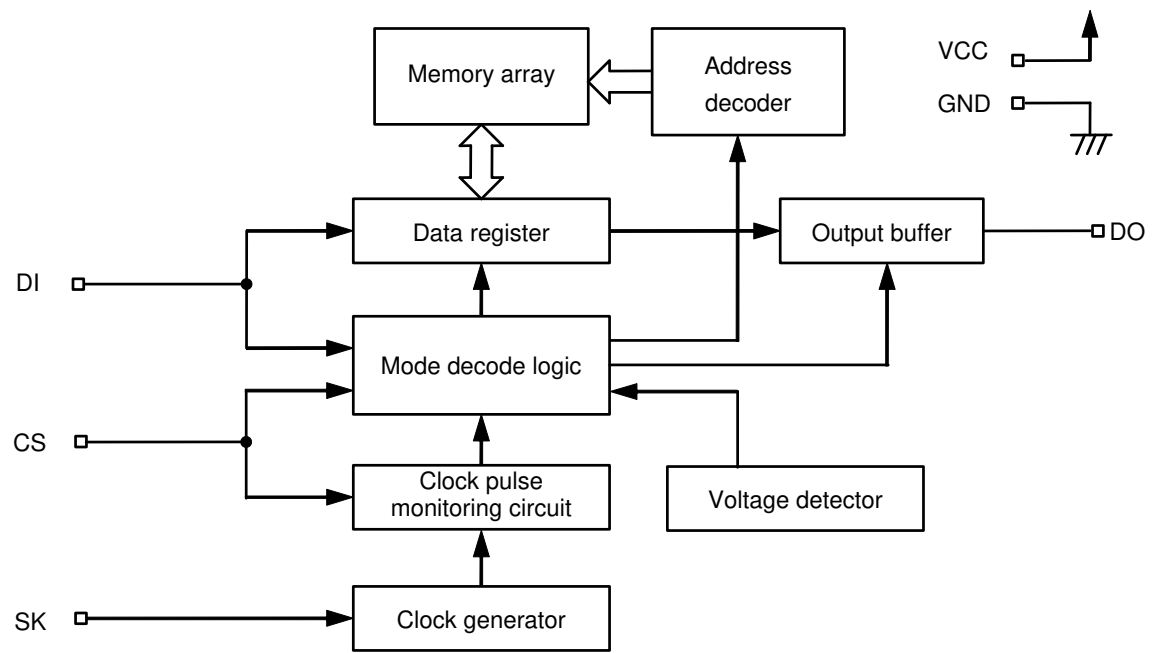 Memory array
Address
decoder
VCC
GND
Data register
Output buffer
DO
DI
Mode decode logic
CS
Clock pulse
monitoring circuit
Voltage detector
SK
Clock generator